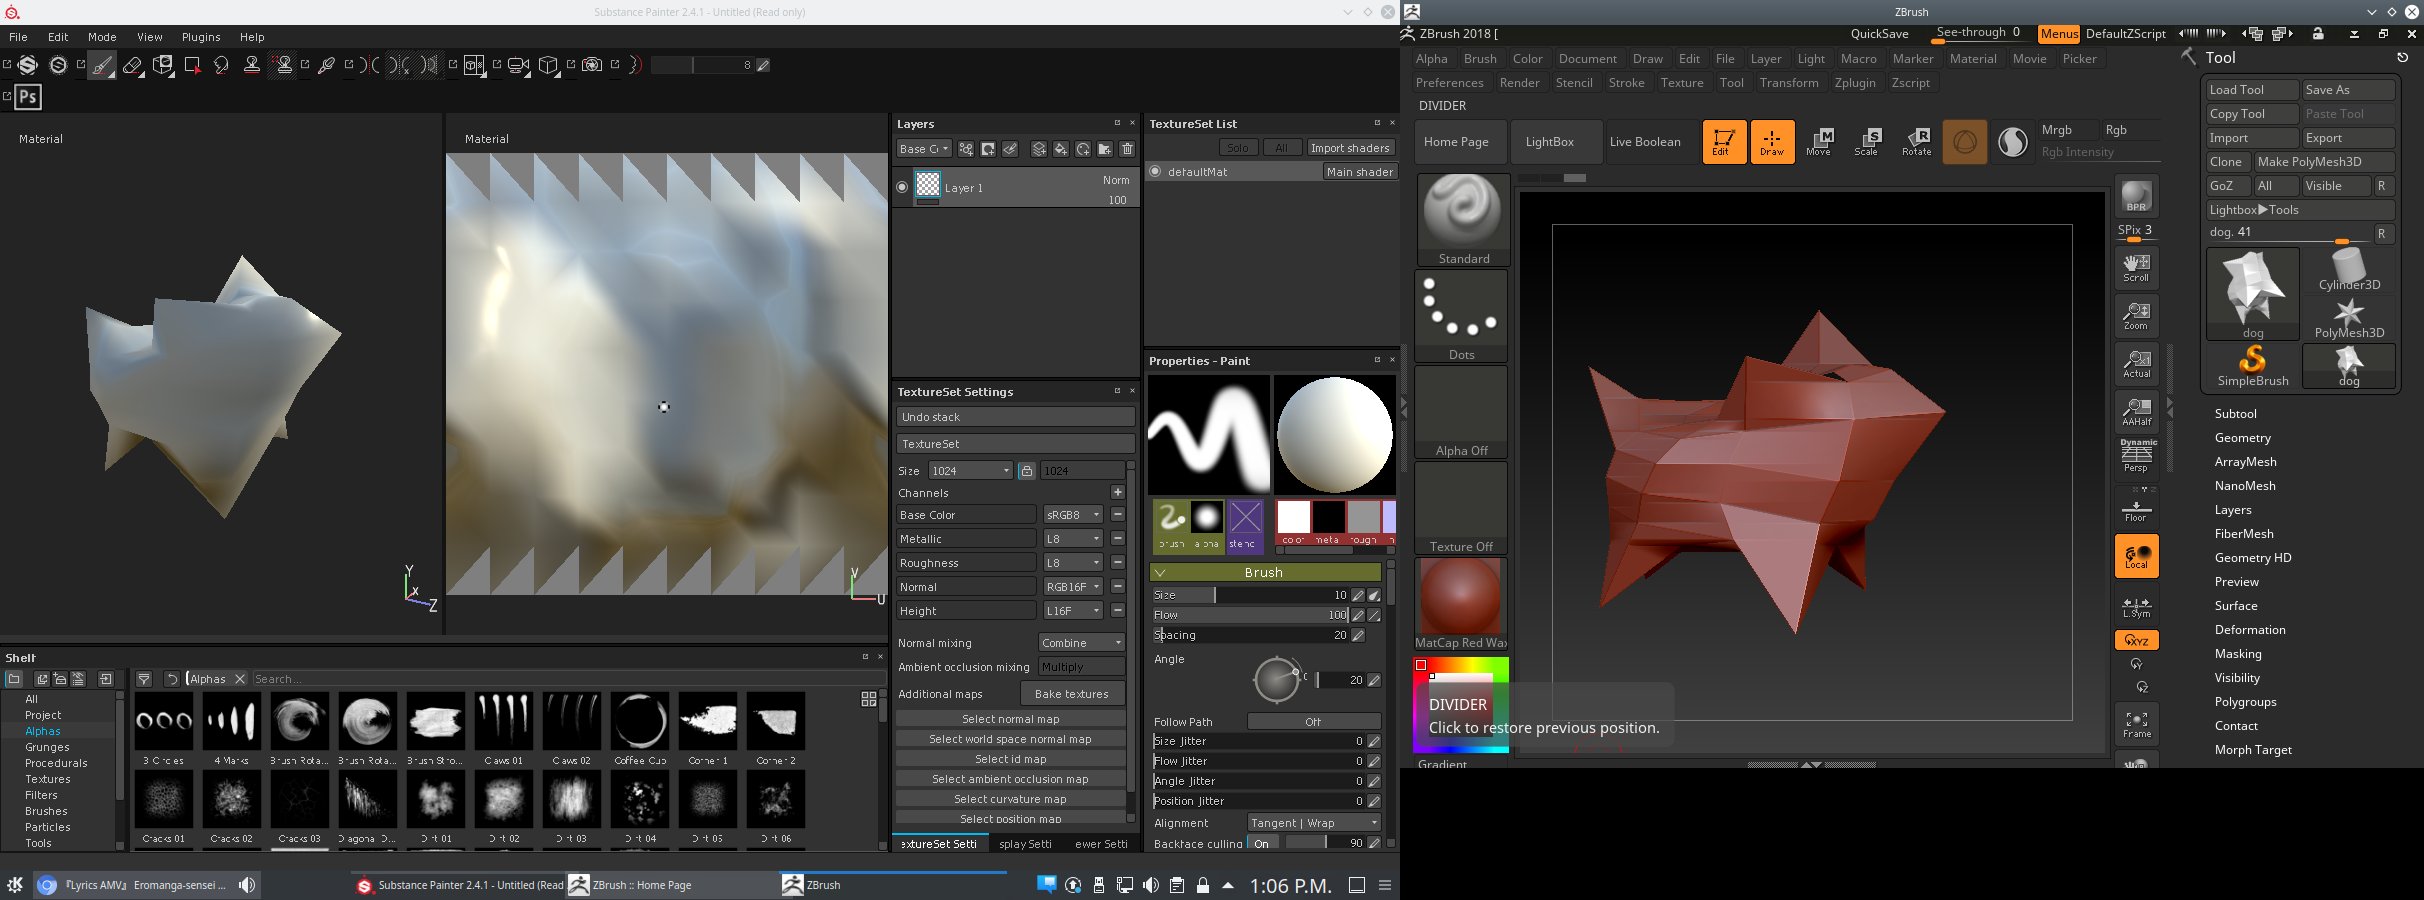 Substance Painter 2.4.1 - Untitled (Read only)
File Edit Mode View Plugins Help
8
Ps
Material
Material
Y
X
Z
V
U
Layers
Base C
Layer 1
Norm
100
TextureSet List
Solo All Import shaders
defaultMat
Main shader
TextureSet Settings
Undo stack
TextureSet
Size 1024 1024
Channels
Base Color sRGB8
Metallic L8
Roughness L8
Normal RGB16F
Height L16F
Normal mixing Combine
Ambient occlusion mixing Multiply
Additional maps Bake textures
Select normal map
Select world space normal map
Select id map
Select ambient occlusion map
Select curvature map
Select position map
extureSet Setti splay Setti ewer Setti
Properties - Paint
brush alpha stenc
color meta rough n
Brush
Size 10
Flow 100
Spacing 20
Angle
20
Follow Path Off
Size Jitter 0
Flow Jitter 0
Angle Jitter 0
Position Jitter 0
Alignment Tangent | Wrap
Backface culling On 90
Shelf
Alphas Search...
All
Project
Alphas
Grunges
Procedurals
Textures
Filters
Brushes
Particles
Tools
3 Circles 4 Marks Brush Rota... Brush Rota... Brush Stro... Claws 01 Claws 02 Coffee Cup Corner 1 Corner 2
Cracks 01 Cracks 02 Cracks 03 Diagonal D... Dirt 01 Dirt 02 Dirt 03 Dirt 04 Dirt 05 Dirt 06
『Lyrics AMV』 Eromanga-sensei ...
Substance Painter 2.4.1 - Untitled (Read
ZBrush :: Home Page
ZBrush
1:06 P.M.
ZBrush
ZBrush 2018 [
QuickSave See-through 0 Menus DefaultZScript
Alpha Brush Color Document Draw Edit File Layer Light Macro Marker Material Movie Picker
Preferences Render Stencil Stroke Texture Tool Transform Zplugin Zscript
DIVIDER
Home Page LightBox Live Boolean Edit Draw Move Scale Rotate
M S R
Mrgb Rgb
Rgb Intensity
Standard
Dots
Alpha Off
Texture Off
MatCap Red Wax
Gradient
DIVIDER
Click to restore previous position.
BPR
SPix 3
Scroll
Zoom
Actual
AAHalf
Dynamic
Persp
Floor
Local
L.Sym
XYZ
Y
Z
Frame
Tool
Load Tool Save As
Copy Tool Paste Tool
Import Export
Clone Make PolyMesh3D
GoZ All Visible R
Lightbox▶Tools
dog. 41 R
dog
Cylinder3D
PolyMesh3D
SimpleBrush
dog
Subtool
Geometry
ArrayMesh
NanoMesh
Layers
FiberMesh
Geometry HD
Preview
Surface
Deformation
Masking
Visibility
Polygroups
Contact
Morph Target